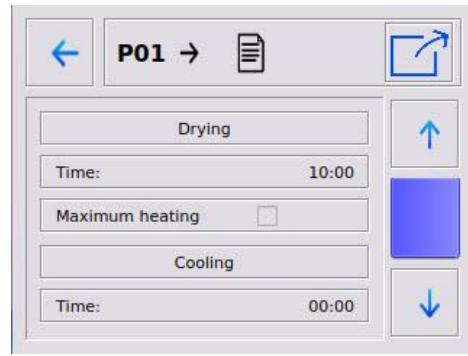 P01 →
Drying
Time: 10:00
Maximum heating
Cooling
Time: 00:00